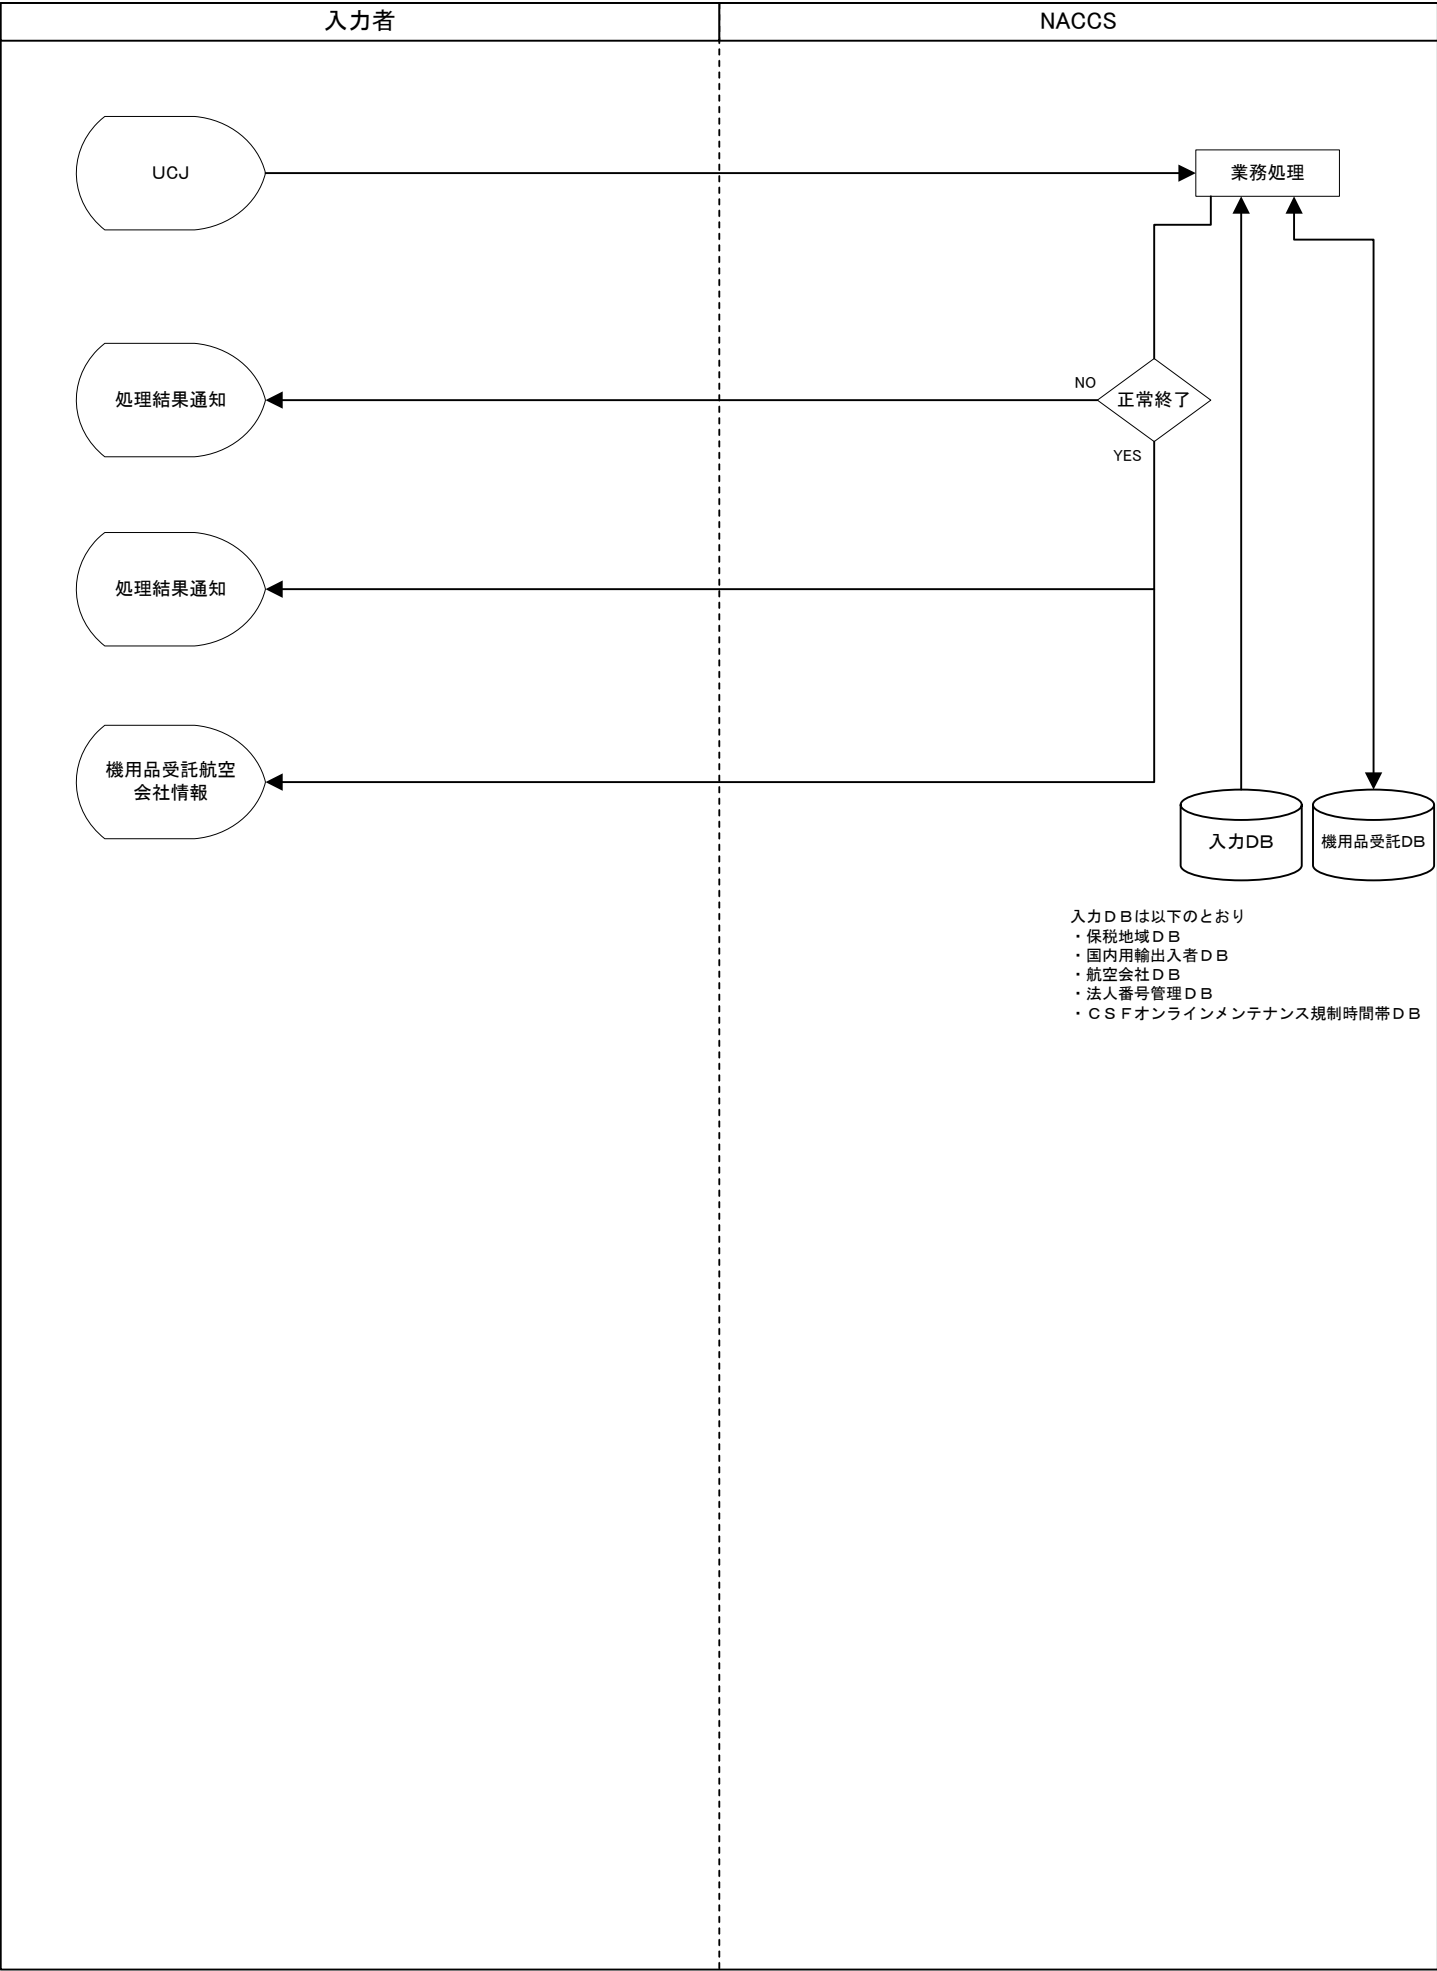 入力者
NACCS
UCJ
業務処理
処理結果通知
NO
正常終了
YES
処理結果通知
機用品受託航空
会社情報
入力DB
機用品受託DB
入力ＤＢは以下のとおり
・保税地域ＤＢ
・国内用輸出入者ＤＢ
・航空会社ＤＢ
・法人番号管理ＤＢ
・ＣＳＦオンラインメンテナンス規制時間帯ＤＢ